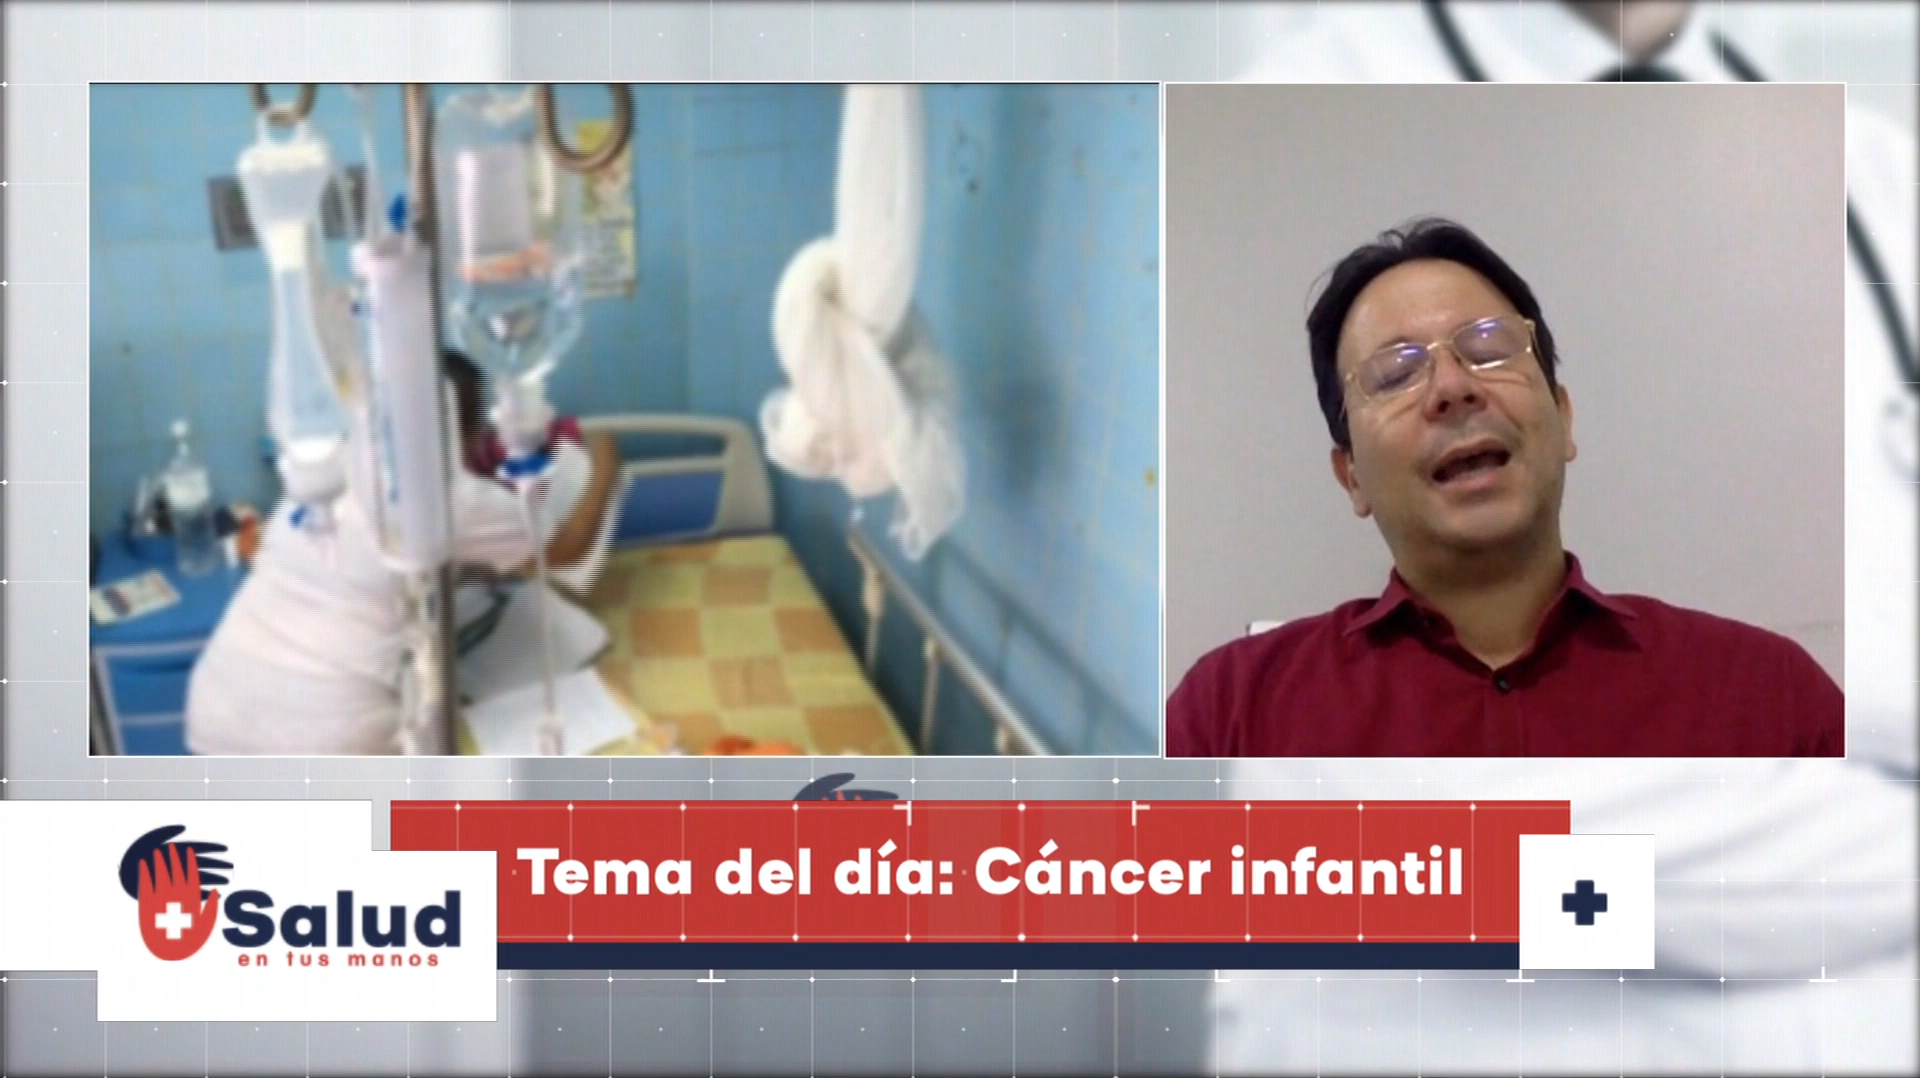 Tema del día: Cáncer infantil
Salud
en tus manos